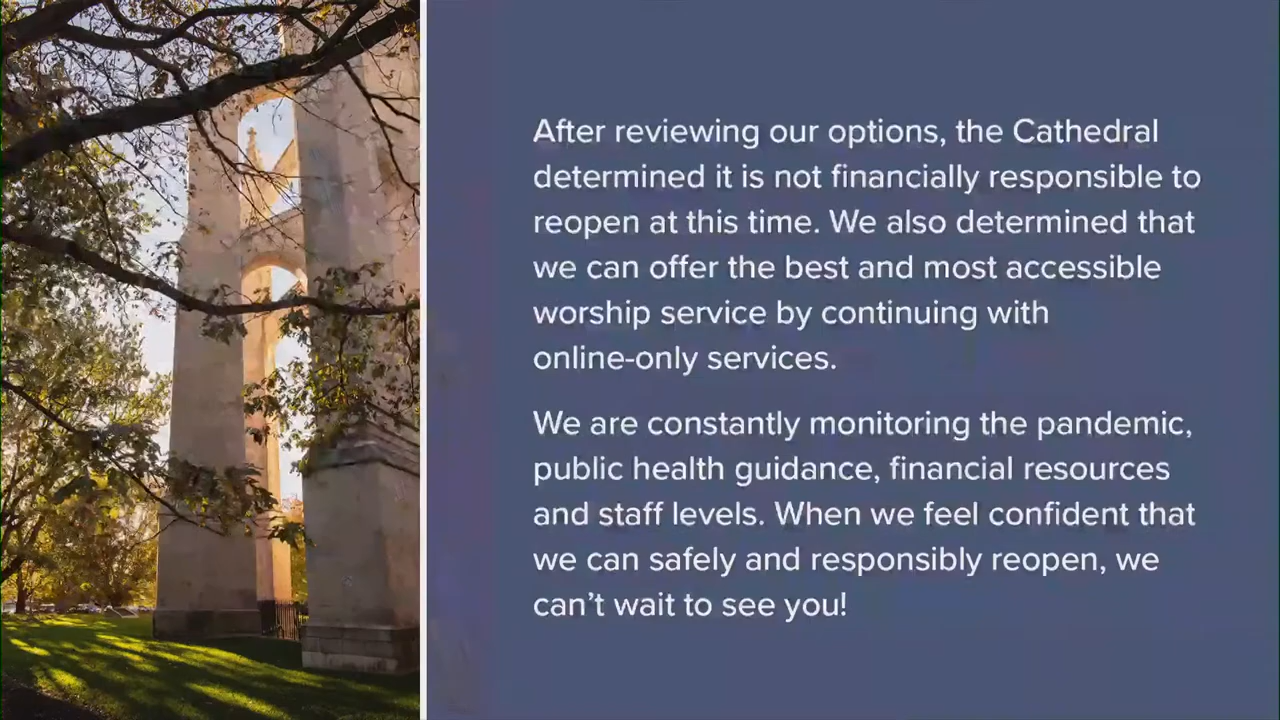 After reviewing our options, the Cathedral
determined it is not financially responsible to
reopen at this time. We also determined that
we can offer the best and most accessible
worship service by continuing with
online-only services.
We are constantly monitoring the pandemic,
public health guidance, financial resources
and staff levels. When we feel confident that
we can safely and responsibly reopen, we
can’t wait to see you!